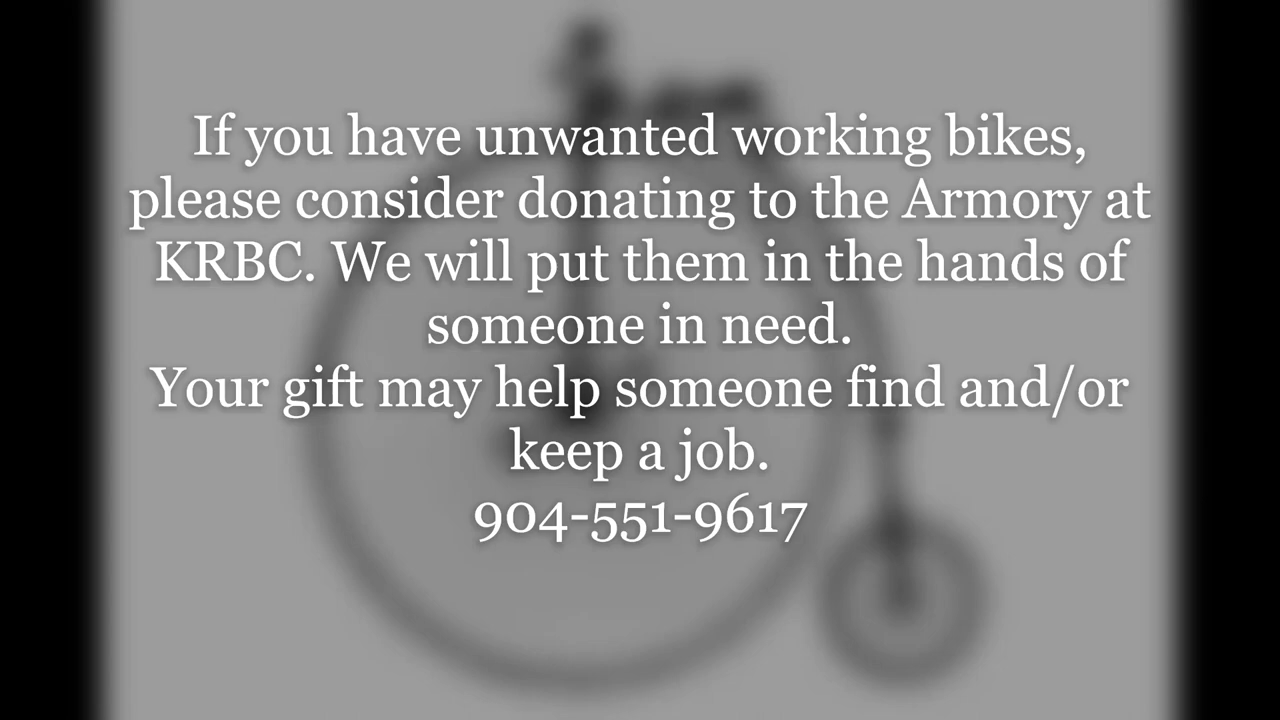 If you have unwanted working bikes,
please consider donating to the Armory at
KRBC. We will put them in the hands of
someone in need.
Your gift may help someone find and/or
keep a job.
904-551-9617